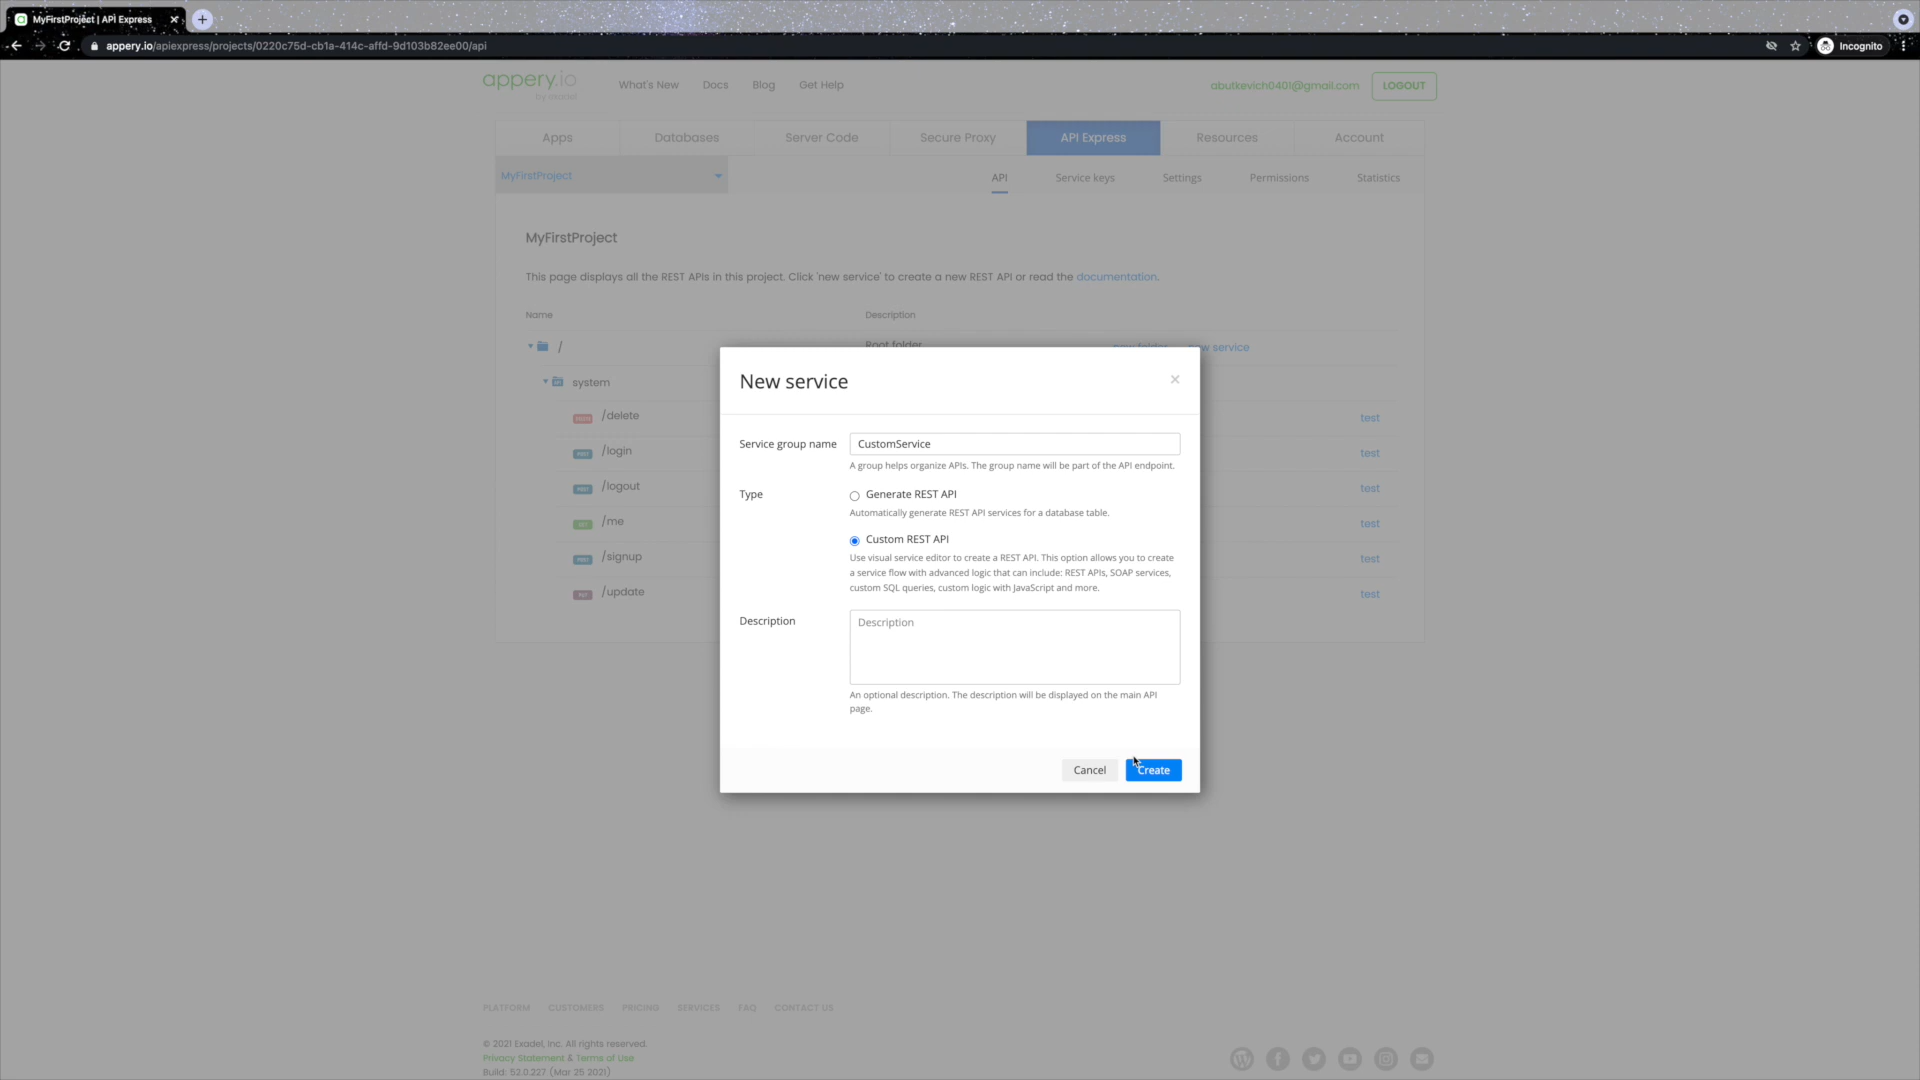 MyFirstProject | API Express
appery.io/apiexpress/projects/0220c75d-cb1a-414c-affd-9d103b82ee00/api
Incognito
appery.io
by exadel
What's New
Docs
Blog
Get Help
abutkevich0401@gmail.com
LOGOUT
Apps
Databases
Server Code
Secure Proxy
API Express
Resources
Account
MyFirstProject
API
Service keys
Settings
Permissions
Statistics
MyFirstProject
This page displays all the REST APIs in this project. Click 'new service' to create a new REST API or read the documentation.
Name
Description
/
Root folder
new folder
new service
system
/delete
test
/login
test
/logout
test
/me
test
/signup
test
/update
test
New service
Service group name
CustomService
A group helps organize APIs. The group name will be part of the API endpoint.
Type
Generate REST API
Automatically generate REST API services for a database table.
Custom REST API
Use visual service editor to create a REST API. This option allows you to create
a service flow with advanced logic that can include: REST APIs, SOAP services,
custom SQL queries, custom logic with JavaScript and more.
Description
Description
An optional description. The description will be displayed on the main API
page.
Cancel
Create
PLATFORM
CUSTOMERS
PRICING
SERVICES
FAQ
CONTACT US
© 2021 Exadel, Inc. All rights reserved.
Privacy Statement & Terms of Use
Build: 53.0.227 (Mar 25 2021)